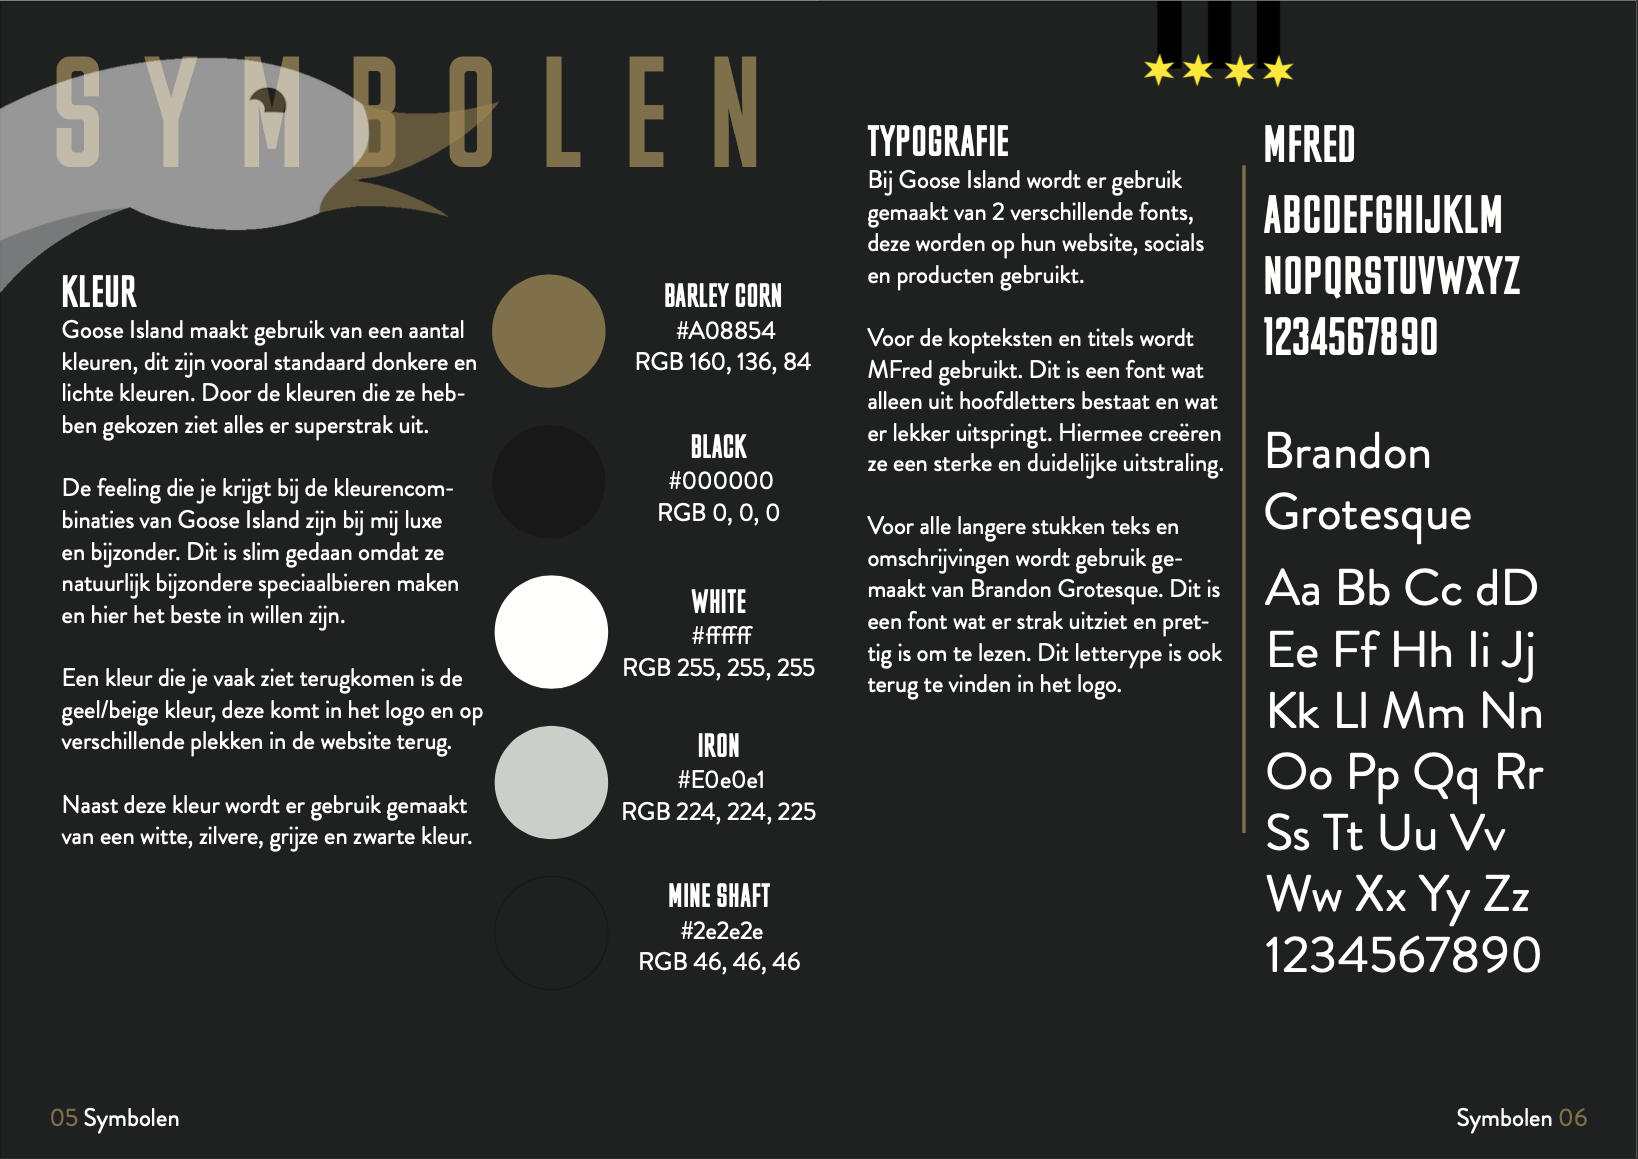 SYMBOLEN
KLEUR
Goose Island maakt gebruik van een aantal
kleuren, dit zijn vooral standaard donkere en
lichte kleuren. Door de kleuren die ze heb-
ben gekozen ziet alles er superstrak uit.
De feeling die je krijgt bij de kleurencom-
binaties van Goose Island zijn bij mij luxe
en bijzonder. Dit is slim gedaan omdat ze
natuurlijk bijzondere speciaalbieren maken
en hier het beste in willen zijn.
Een kleur die je vaak ziet terugkomen is de
geel/beige kleur, deze komt in het logo en op
verschillende plekken in de website terug.
Naast deze kleur wordt er gebruik gemaakt
van een witte, zilvere, grijze en zwarte kleur.
BARLEY CORN
#A08854
RGB 160, 136, 84
BLACK
#000000
RGB 0, 0, 0
WHITE
#ffffff
RGB 255, 255, 255
IRON
#E0e0e1
RGB 224, 224, 225
MINE SHAFT
#2e2e2e
RGB 46, 46, 46
05 Symbolen
TYPOGRAFIE
Bij Goose Island wordt er gebruik
gemaakt van 2 verschillende fonts,
deze worden op hun website, socials
en producten gebruikt.
Voor de kopteksten en titels wordt
MFred gebruikt. Dit is een font wat
alleen uit hoofdletters bestaat en wat
er lekker uitspringt. Hiermee creëren
ze een sterke en duidelijke uitstraling.
Voor alle langere stukken teks en
omschrijvingen wordt gebruik ge-
maakt van Brandon Grotesque. Dit is
een font wat er strak uitziet en pret-
tig is om te lezen. Dit letterype is ook
terug te vinden in het logo.
MFRED
ABCDEFGHIJKLM
NOPQRSTUVWXYZ
1234567890
Brandon
Grotesque
Aa Bb Cc dD
Ee Ff Hh Ii Jj
Kk Ll Mm Nn
Oo Pp Qq Rr
Ss Tt Uu Vv
Ww Xx Yy Zz
1234567890
Symbolen 06